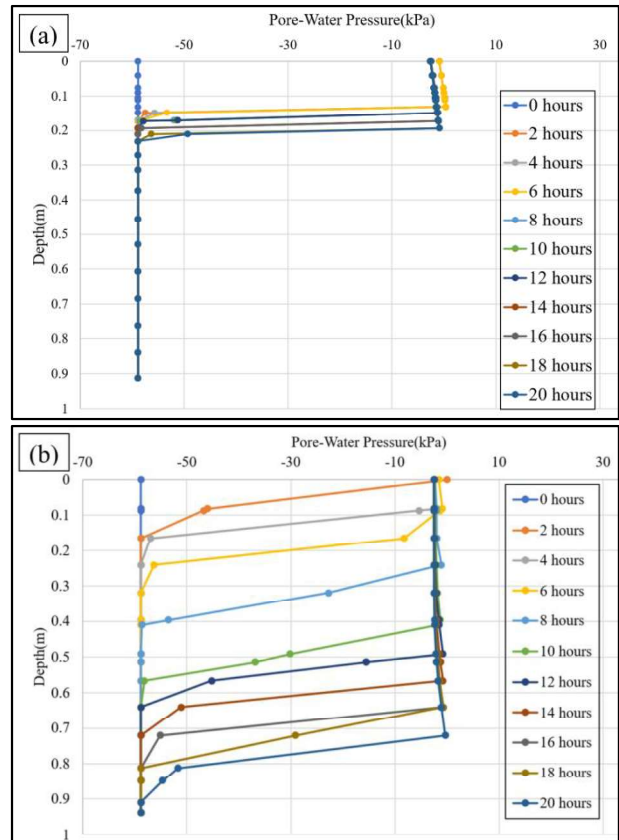 Pore-Water Pressure(kPa)
(a)
-70 -50 -30 -10 10 30
0
0.1
0.2
0.3
0.4
0.5
0.6
0.7
0.8
0.9
1
Depth(m)
0 hours
2 hours
4 hours
6 hours
8 hours
10 hours
12 hours
14 hours
16 hours
18 hours
20 hours
Pore-Water Pressure(kPa)
(b)
-70 -50 -30 -10 10 30
0
0.1
0.2
0.3
0.4
0.5
0.6
0.7
0.8
0.9
1
Depth(m)
0 hours
2 hours
4 hours
6 hours
8 hours
10 hours
12 hours
14 hours
16 hours
18 hours
20 hours